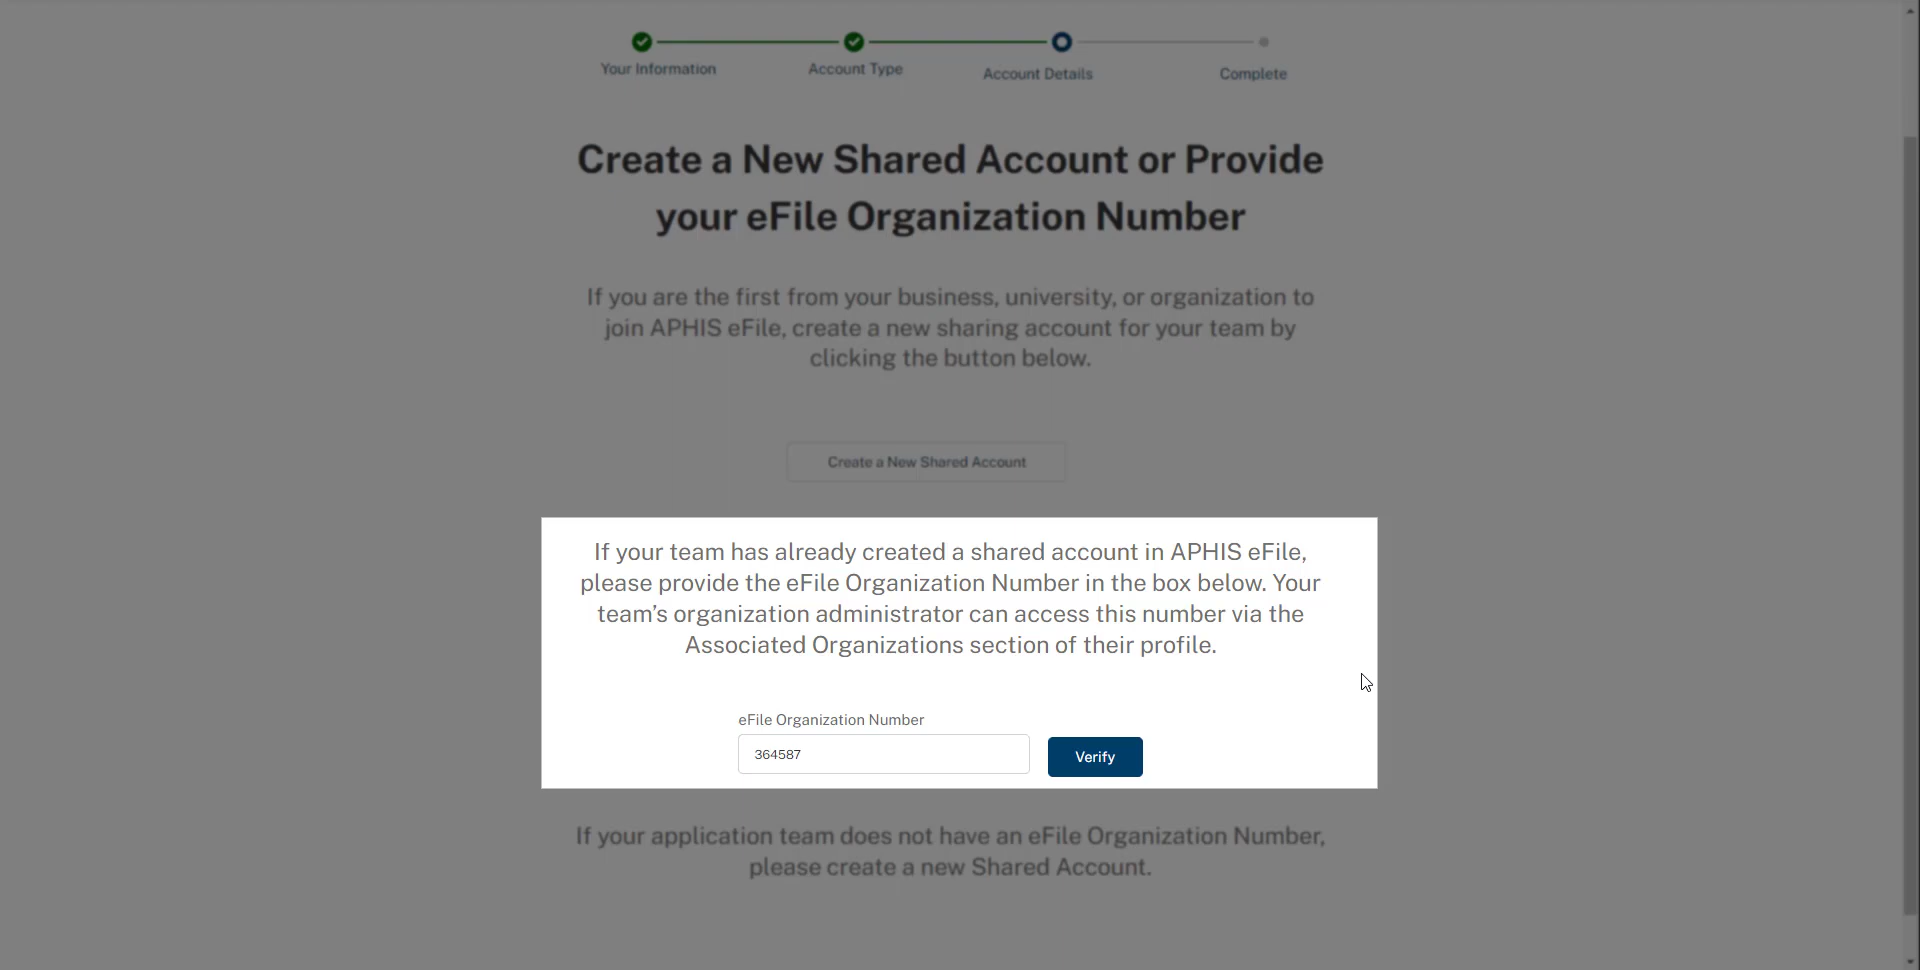 Your Information
Account Type
Account Details
Complete
Create a New Shared Account or Provide
your eFile Organization Number
If you are the first from your business, university, or organization to
join APHIS eFile, create a new sharing account for your team by
clicking the button below.
Create a New Shared Account
If your team has already created a shared account in APHIS eFile,
please provide the eFile Organization Number in the box below. Your
team’s organization administrator can access this number via the
Associated Organizations section of their profile.
eFile Organization Number
364587
Verify
If your application team does not have an eFile Organization Number,
please create a new Shared Account.